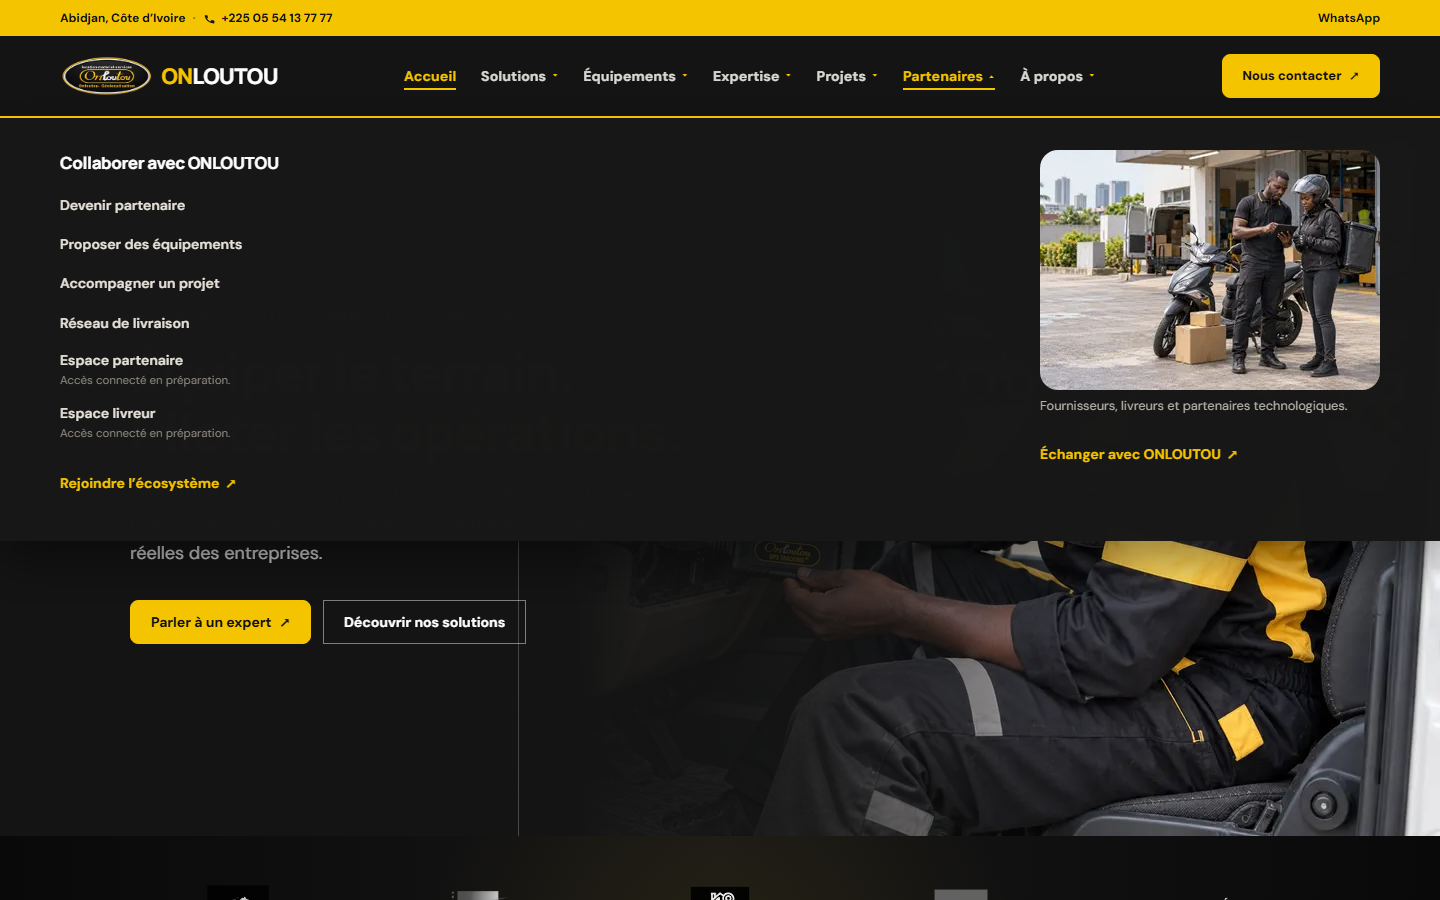 Abidjan, Côte d’Ivoire · +225 05 54 13 77 77
WhatsApp
Onloutou
ONLOUTOU
Accueil
Solutions
Équipements
Expertise
Projets
Partenaires
À propos
Nous contacter ↗
Collaborer avec ONLOUTOU
Devenir partenaire
Proposer des équipements
Accompagner un projet
Réseau de livraison
Espace partenaire
Accès connecté en préparation.
Espace livreur
Accès connecté en préparation.
Rejoindre l’écosystème ↗
Fournisseurs, livreurs et partenaires technologiques.
Échanger avec ONLOUTOU ↗
réelles des entreprises.
Parler à un expert ↗
Découvrir nos solutions
Onloutou